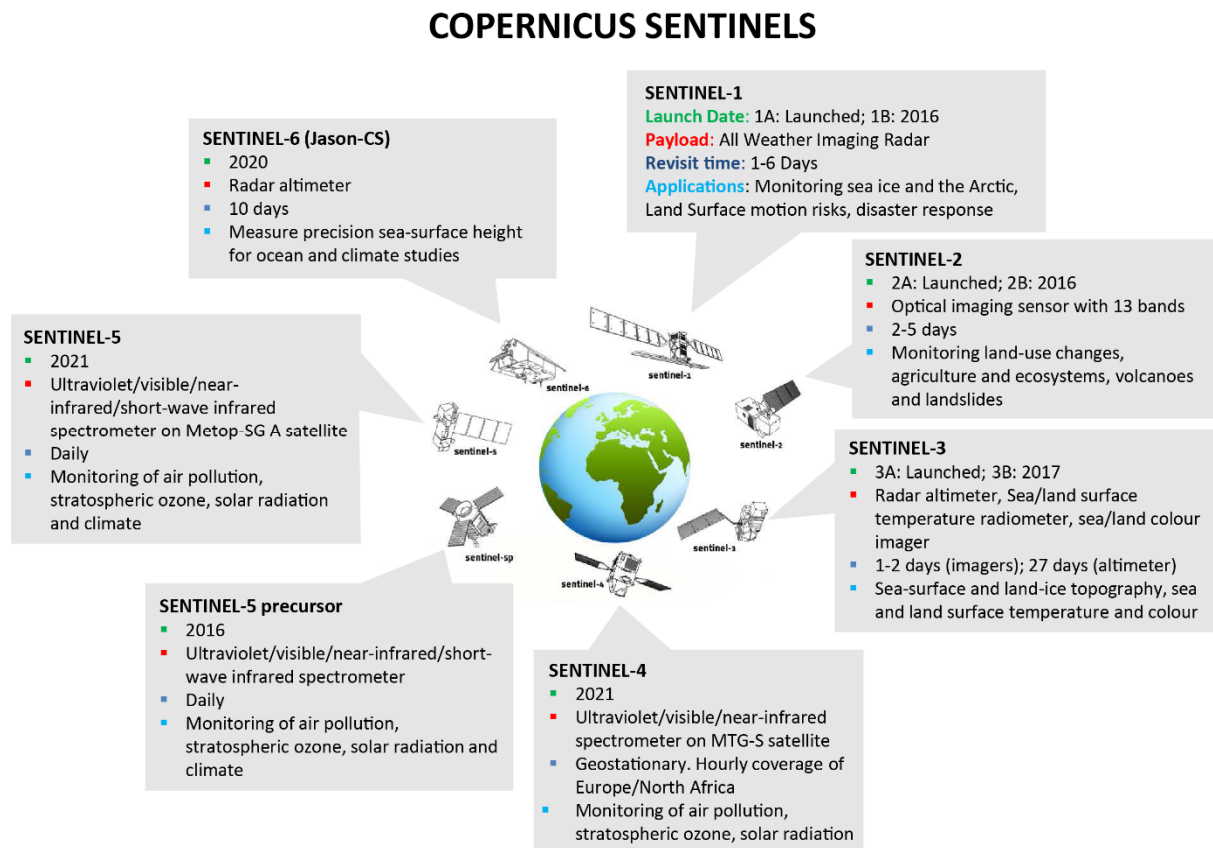 COPERNICUS SENTINELS
SENTINEL-1
Launch Date: 1A: Launched; 1B: 2016
Payload: All Weather Imaging Radar
Revisit time: 1-6 Days
Applications: Monitoring sea ice and the Arctic,
Land Surface motion risks, disaster response
SENTINEL-6 (Jason-CS)
2020
Radar altimeter
10 days
Measure precision sea-surface height
for ocean and climate studies
SENTINEL-2
2A: Launched; 2B: 2016
Optical imaging sensor with 13 bands
2-5 days
Monitoring land-use changes,
agriculture and ecosystems, volcanoes
and landslides
SENTINEL-5
2021
Ultraviolet/visible/near-
infrared/short-wave infrared
spectrometer on Metop-SG A satellite
Daily
Monitoring of air pollution,
stratospheric ozone, solar radiation
and climate
sentinel-6
sentinel-1
sentinel-2
sentinel-5
sentinel-3
sentinel-5p
sentinel-4
SENTINEL-3
3A: Launched; 3B: 2017
Radar altimeter, Sea/land surface
temperature radiometer, sea/land colour
imager
1-2 days (imagers); 27 days (altimeter)
Sea-surface and land-ice topography, sea
and land surface temperature and colour
SENTINEL-5 precursor
2016
Ultraviolet/visible/near-infrared/short-
wave infrared spectrometer
Daily
Monitoring of air pollution,
stratospheric ozone, solar radiation and
climate
SENTINEL-4
2021
Ultraviolet/visible/near-infrared
spectrometer on MTG-S satellite
Geostationary. Hourly coverage of
Europe/North Africa
Monitoring of air pollution,
stratospheric ozone, solar radiation